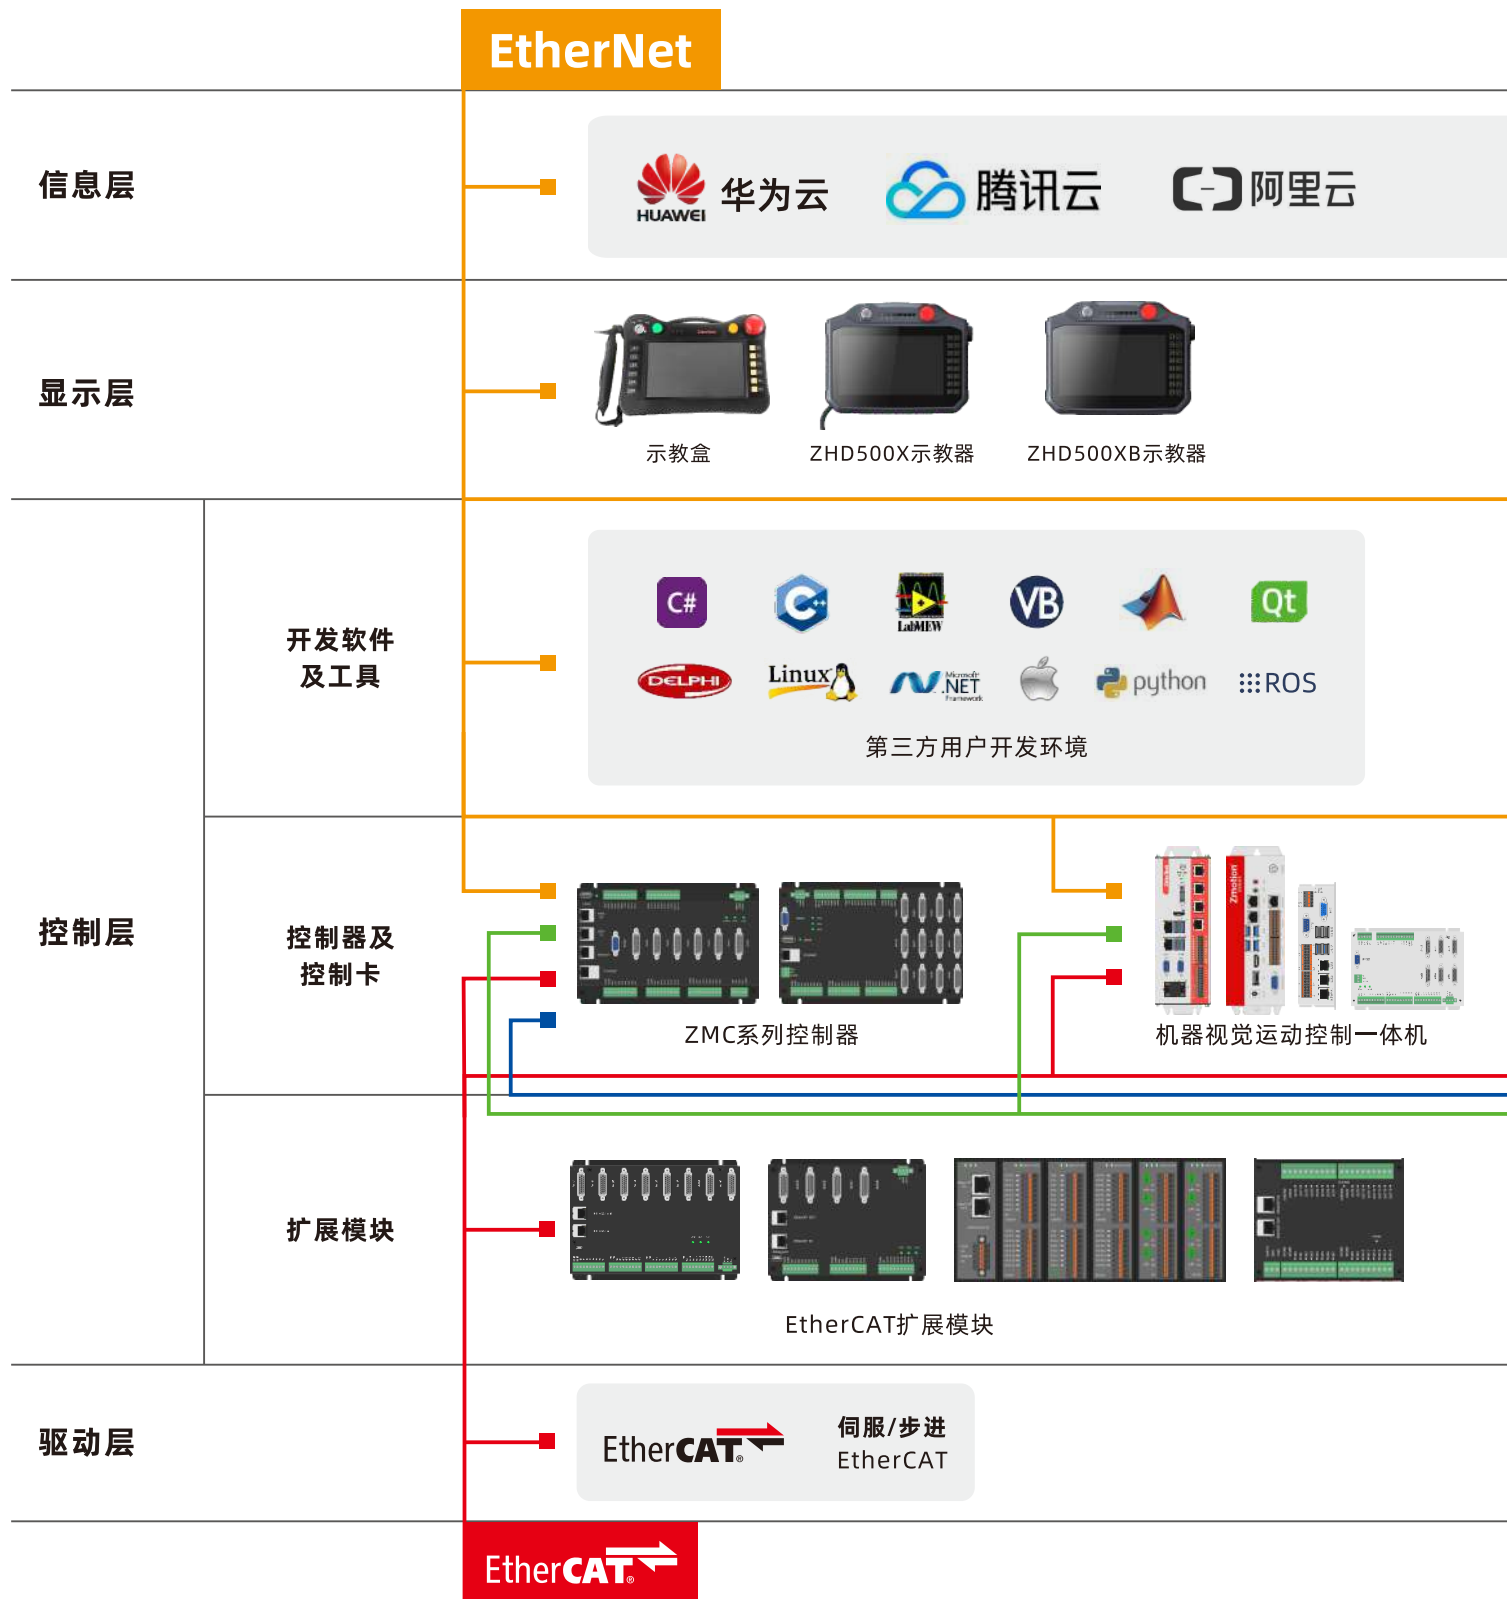 EtherNet
信息层
HUAWEI
华为云
腾讯云
阿里云
显示层
示教盒
ZHD500X示教器
ZHD500XB示教器
控制层
开发软件
及工具
C#
C++
LabVIEW
VB
Qt
DELPHI
Linux
Microsoft
.NET
Framework
python
ROS
第三方用户开发环境
控制器及
控制卡
ZMC系列控制器
Zmotion
机器视觉运动控制一体机
扩展模块
EtherCAT扩展模块
驱动层
EtherCAT®
伺服/步进
EtherCAT
EtherCAT®